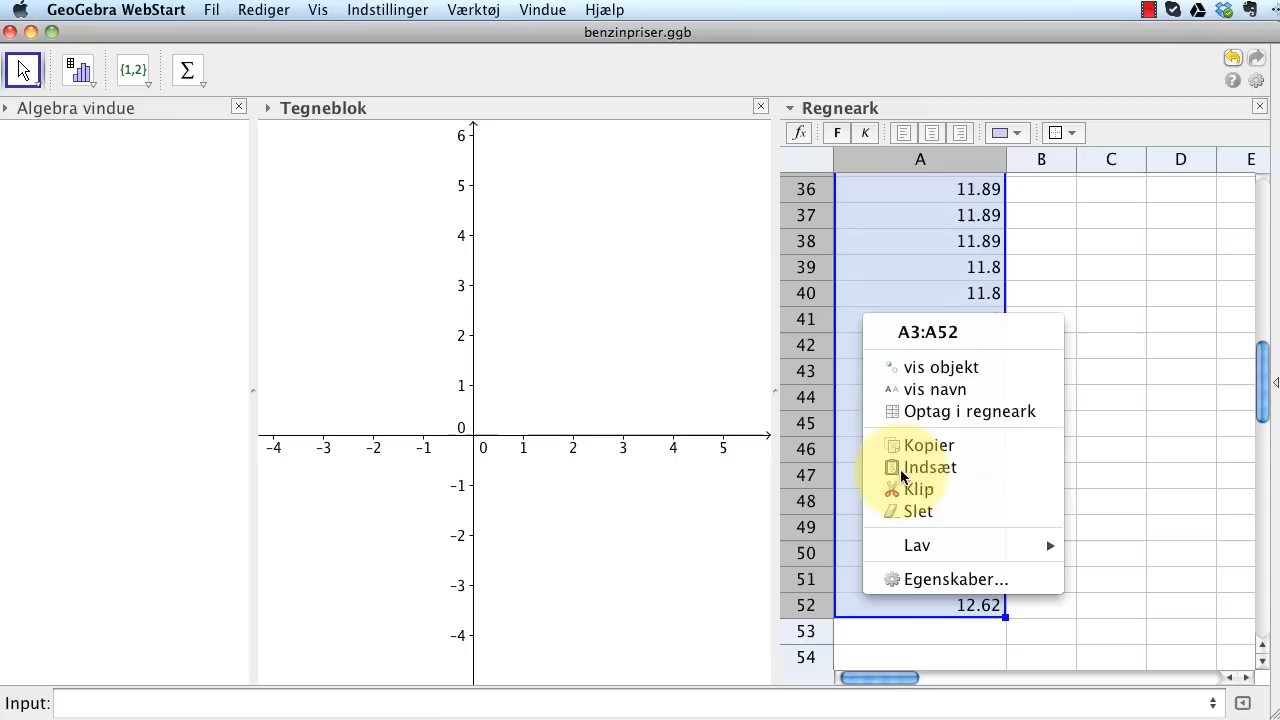 GeoGebra WebStart Fil Rediger Vis Indstillinger Værktøj Vindue Hjælp
benzinpriser.ggb
{1,2} Σ
Algebra vindue Tegneblok Regneark
fx F K
A B C D E
36 11.89
37 11.89
38 11.89
39 11.8
40 11.8
41
42
43
44
45
46
47
48
49
50
51
52 12.62
53
54
A3:A52
vis objekt
vis navn
Optag i regneark
Kopier
Indsæt
Klip
Slet
Lav
Egenskaber...
6
5
4
3
2
1
0
-4 -3 -2 -1 0 1 2 3 4 5
-1
-2
-3
-4
Input: